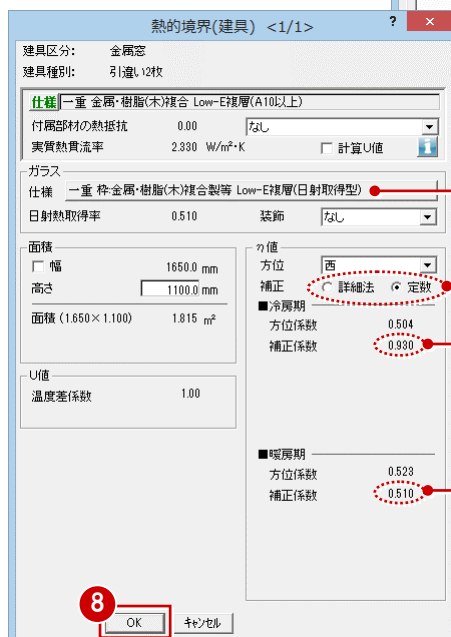 熱的境界(建具) <1/1>
? ×
建具区分: 金属窓
建具種別: 引違い2枚
仕様 一重 金属・樹脂(木)複合 Low-E複層(A10以上)
付属部材の熱抵抗 0.00 なし
実質熱貫流率 2.330 W/m²・K 計算U値 i
ガラス
仕様 一重 枠:金属・樹脂(木)複合製等 Low-E複層(日射取得型)
日射熱取得率 0.510 装飾 なし
面積
幅 1650.0 mm
高さ 1100.0 mm
面積 (1.650×1.100) 1.815 m²
U値
温度差係数 1.00
η値
方位 西
補正 詳細法 定数
■冷房期
方位係数 0.504
補正係数 0.930
■暖房期
方位係数 0.523
補正係数 0.510
8
OK キャンセル